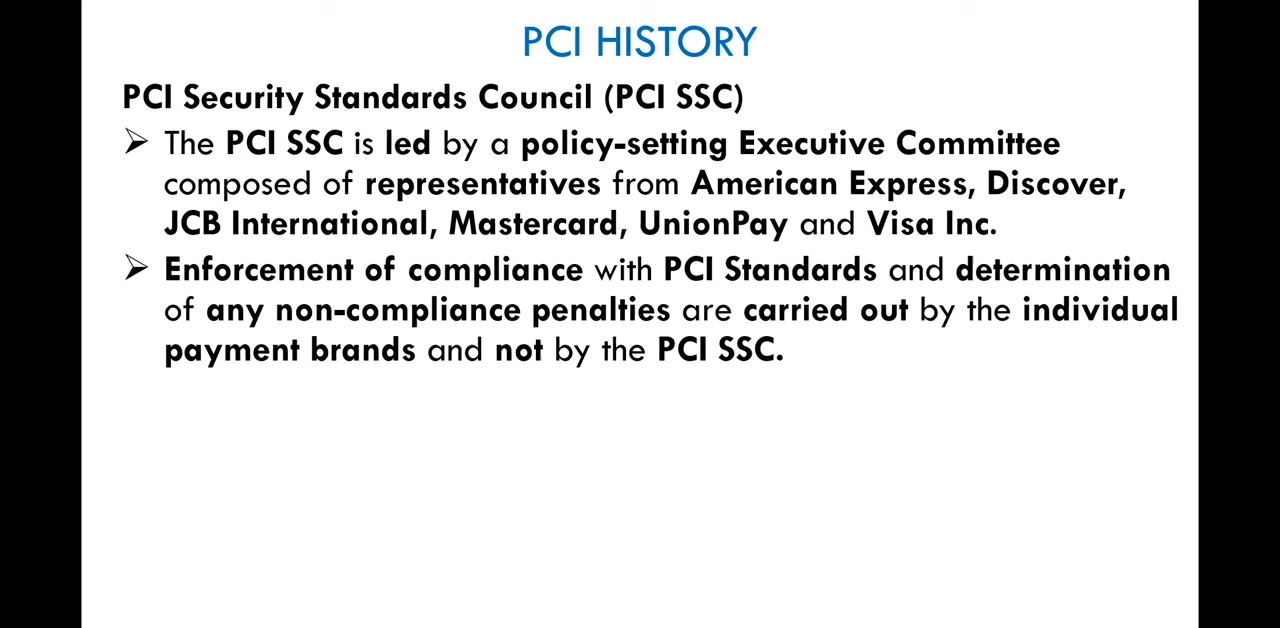 PCI HISTORY
PCI Security Standards Council (PCI SSC)
➢ The PCI SSC is led by a policy-setting Executive Committee
composed of representatives from American Express, Discover,
JCB International, Mastercard, UnionPay and Visa Inc.
➢ Enforcement of compliance with PCI Standards and determination
of any non-compliance penalties are carried out by the individual
payment brands and not by the PCI SSC.